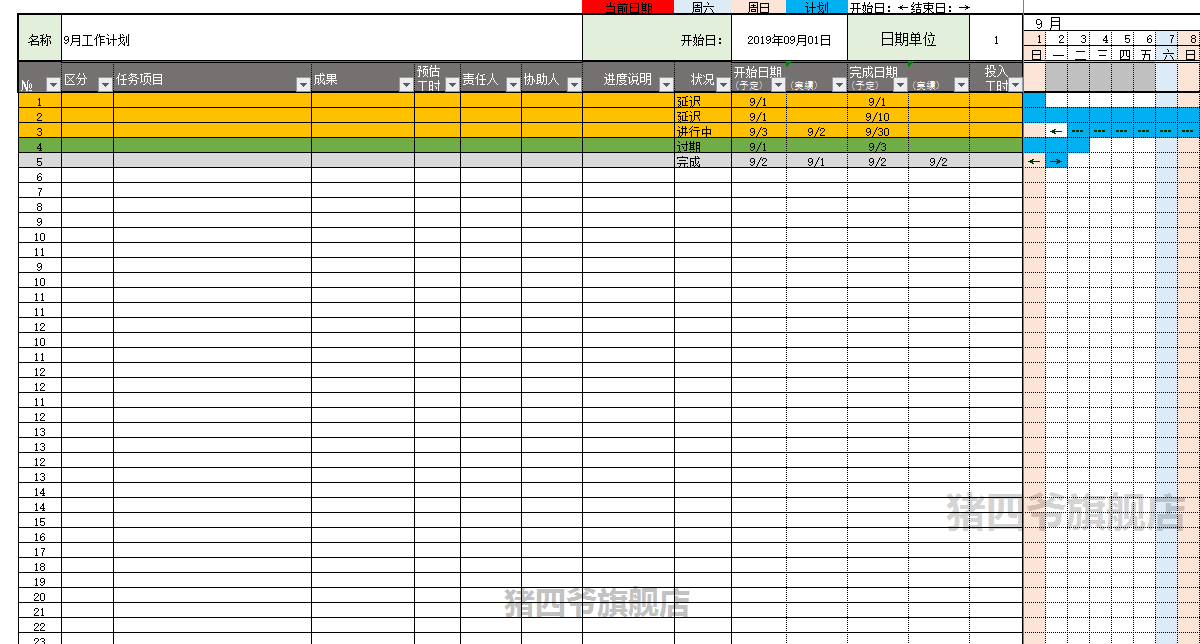 当前日期 周六 周日 计划 开始日：← 结束日：→
9 月
名称 9月工作计划 开始日： 2019年09月01日 日期单位 1
1 2 3 4 5 6 7 8
日 一 二 三 四 五 六 日
№ 区分 任务项目 成果 预估工时 责任人 协助人 进度说明 状况 开始日期（予定） （実績） 完成日期（予定） （実績） 投入工时
1 延迟 9/1 9/1
2 延迟 9/1 9/10
3 进行中 9/3 9/2 9/30 ← --- --- --- --- --- ---
4 过期 9/1 9/3
5 完成 9/2 9/1 9/2 9/2 ← →
6
7
8
9
10
11
9
10
11
11
12
10
11
12
12
11
12
13
13
12
13
14
14
15
16
17
18
19
20
21
22
23
猪四爷旗舰店
猪四爷旗舰店